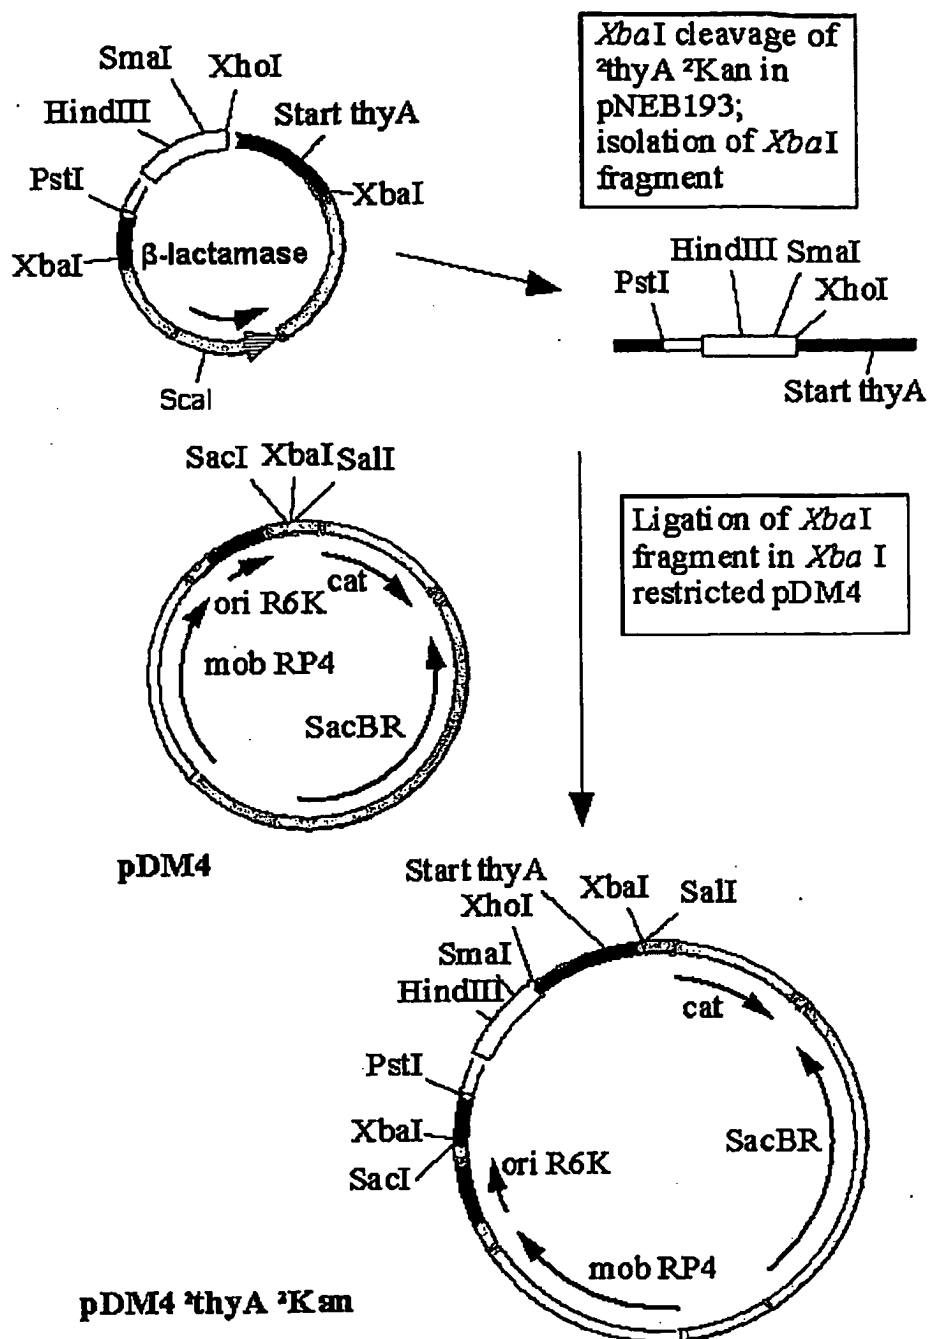 XbaI cleavage of
²thyA ²Kan in
pNEB193;
isolation of XbaI
fragment
SmaI
XhoI
HindIII
Start thyA
PstI
XbaI
XbaI
β-lactamase
ScaI
HindIII SmaI
PstI
XhoI
Start thyA
SacI XbaI SalI
cat
ori R6K
mob RP4
SacBR
pDM4
Ligation of XbaI
fragment in Xba I
restricted pDM4
Start thyA
XbaI
SalI
XhoI
SmaI
HindIII
cat
PstI
XbaI
SacI
ori R6K
SacBR
mob RP4
pDM4 ²thyA ²Kan